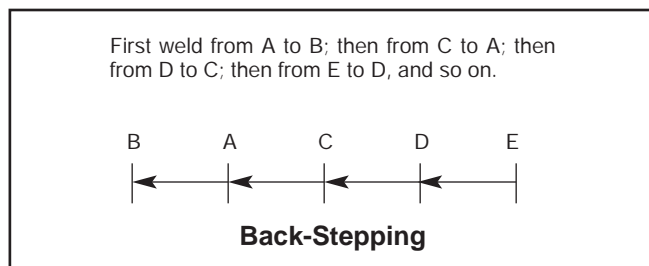 First weld from A to B; then from C to A; then
from D to C; then from E to D, and so on.
B A C D E
Back-Stepping